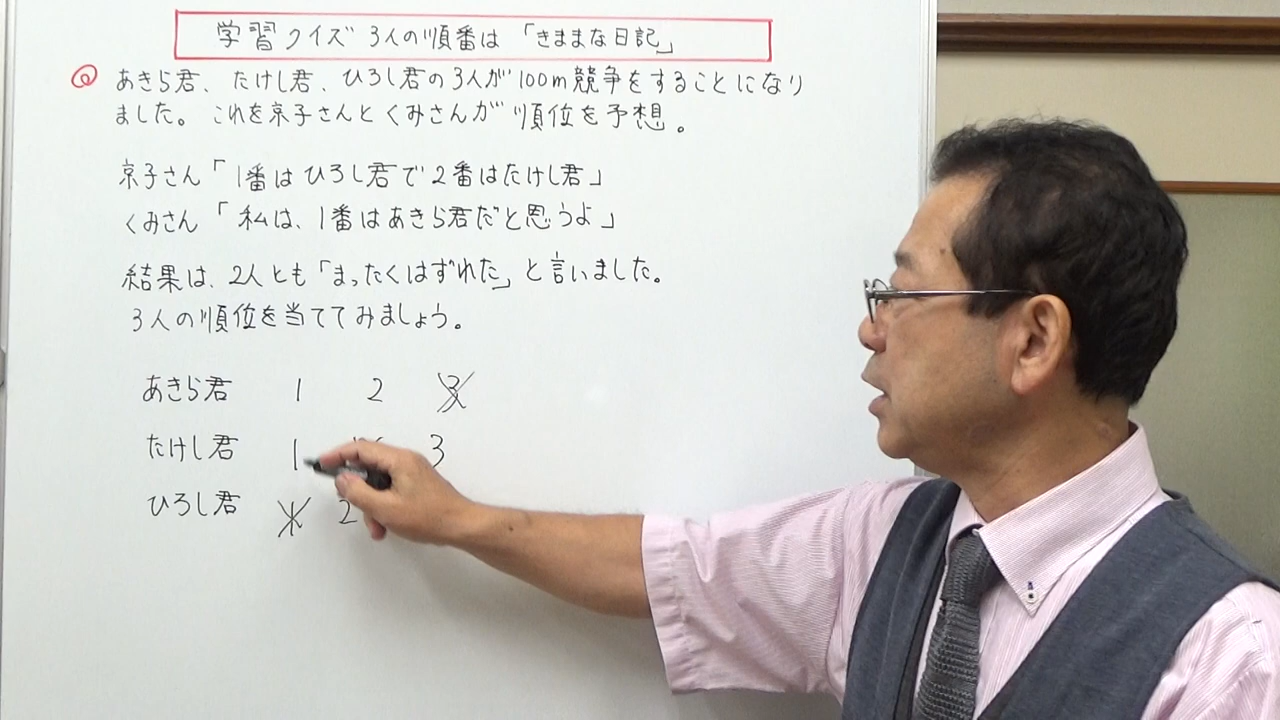 学習クイズ 3人の順番は 「きままな日記」
あきら君、たけし君、ひろし君の3人が100m競争をすることになり
ました。これを京子さんとくみさんが順位を予想。
京子さん「1番はひろし君で2番はたけし君」
くみさん「私は、1番はあきら君だと思うよ」
結果は、2人とも「まったくはずれた」と言いました。
3人の順位を当ててみましょう。
あきら君 1 2 3
たけし君 1 3
ひろし君 1 2